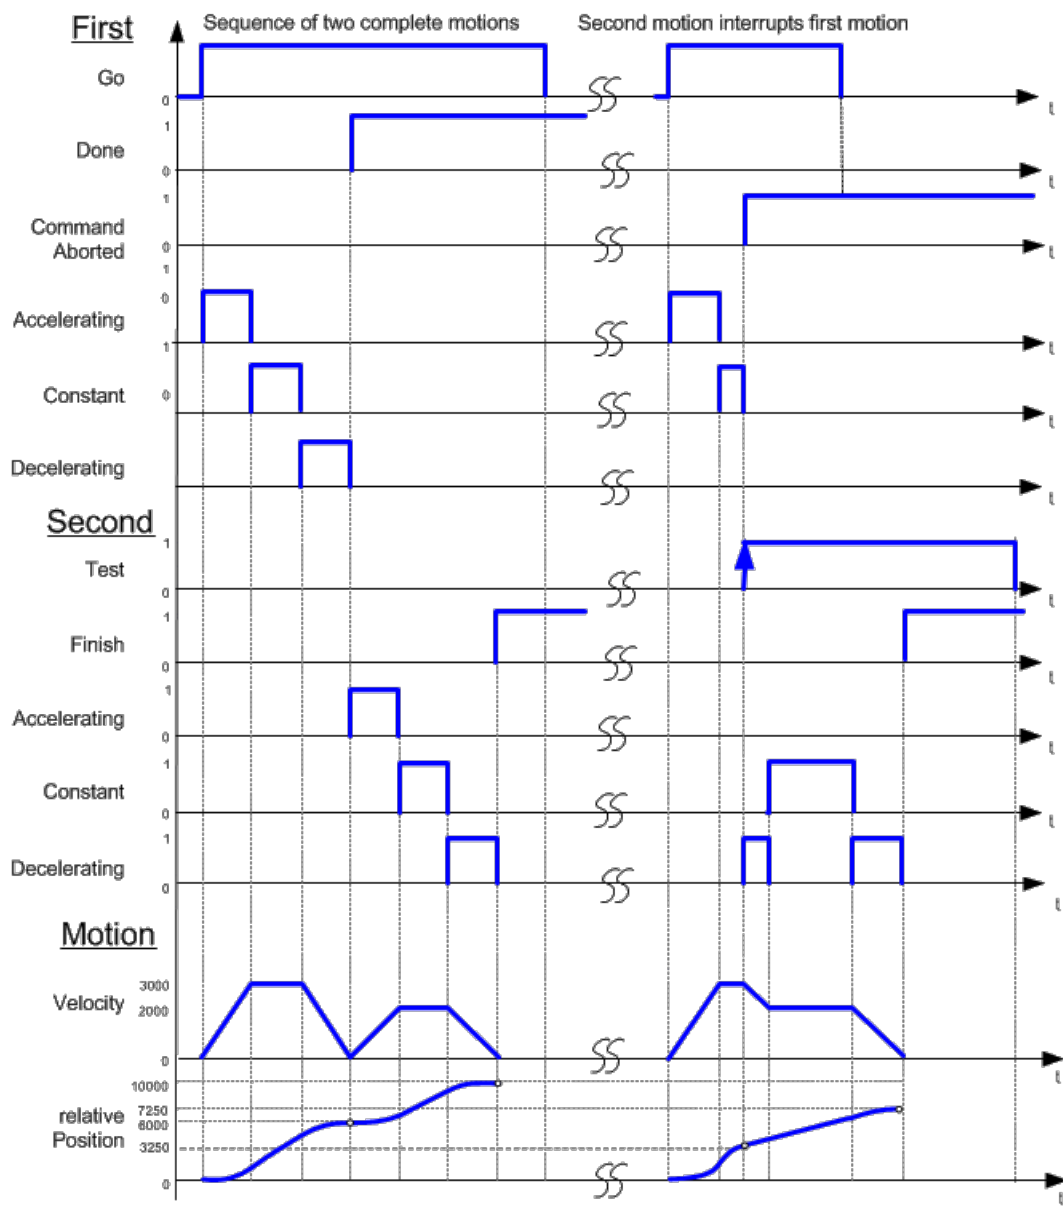 First
Sequence of two complete motions
Second motion interrupts first motion
Go
0
t
1
Done
0
t
1
Command
Aborted
0
t
1
0
Accelerating
1
t
Constant
0
t
Decelerating
t
Second
1
Test
0
t
1
Finish
0
t
1
Accelerating
0
t
1
Constant
0
t
1
Decelerating
0
t
Motion
3000
Velocity
2000
0
t
10000
7250
relative
6000
Position
3250
0
t